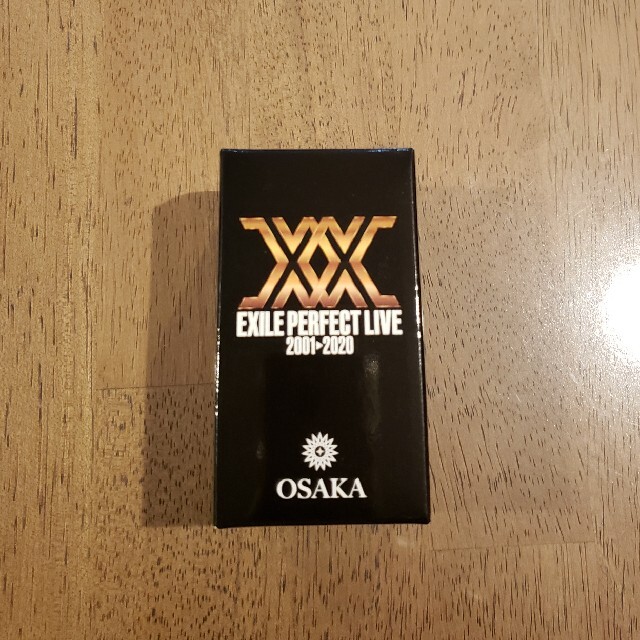 XX
EXILE PERFECT LIVE
2001▶2020
OSAKA